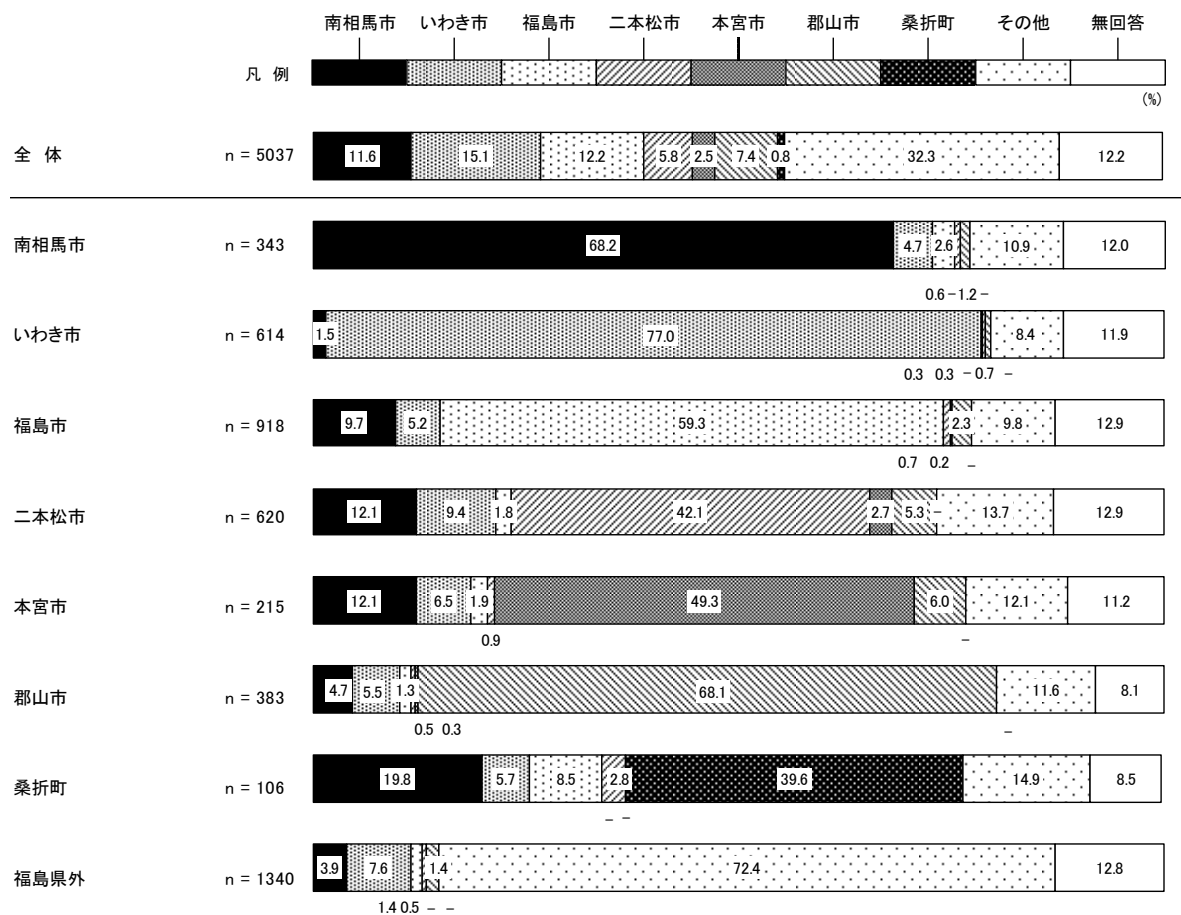 南相馬市 いわき市 福島市 二本松市 本宮市 郡山市 桑折町 その他 無回答
凡 例
(%)
全 体 n = 5037 11.6 15.1 12.2 5.8 2.5 7.4 0.8 32.3 12.2
南相馬市 n = 343 68.2 4.7 2.6 10.9 12.0
0.6 − 1.2 −
いわき市 n = 614 1.5 77.0 8.4 11.9
0.3 0.3 − 0.7 −
福島市 n = 918 9.7 5.2 59.3 2.3 9.8 12.9
0.7 0.2 −
二本松市 n = 620 12.1 9.4 1.8 42.1 2.7 5.3 − 13.7 12.9
本宮市 n = 215 12.1 6.5 1.9 49.3 6.0 12.1 11.2
0.9 −
郡山市 n = 383 4.7 5.5 1.3 68.1 11.6 8.1
0.5 0.3 −
桑折町 n = 106 19.8 5.7 8.5 2.8 39.6 14.9 8.5
− −
福島県外 n = 1340 3.9 7.6 1.4 72.4 12.8
1.4 0.5 − −